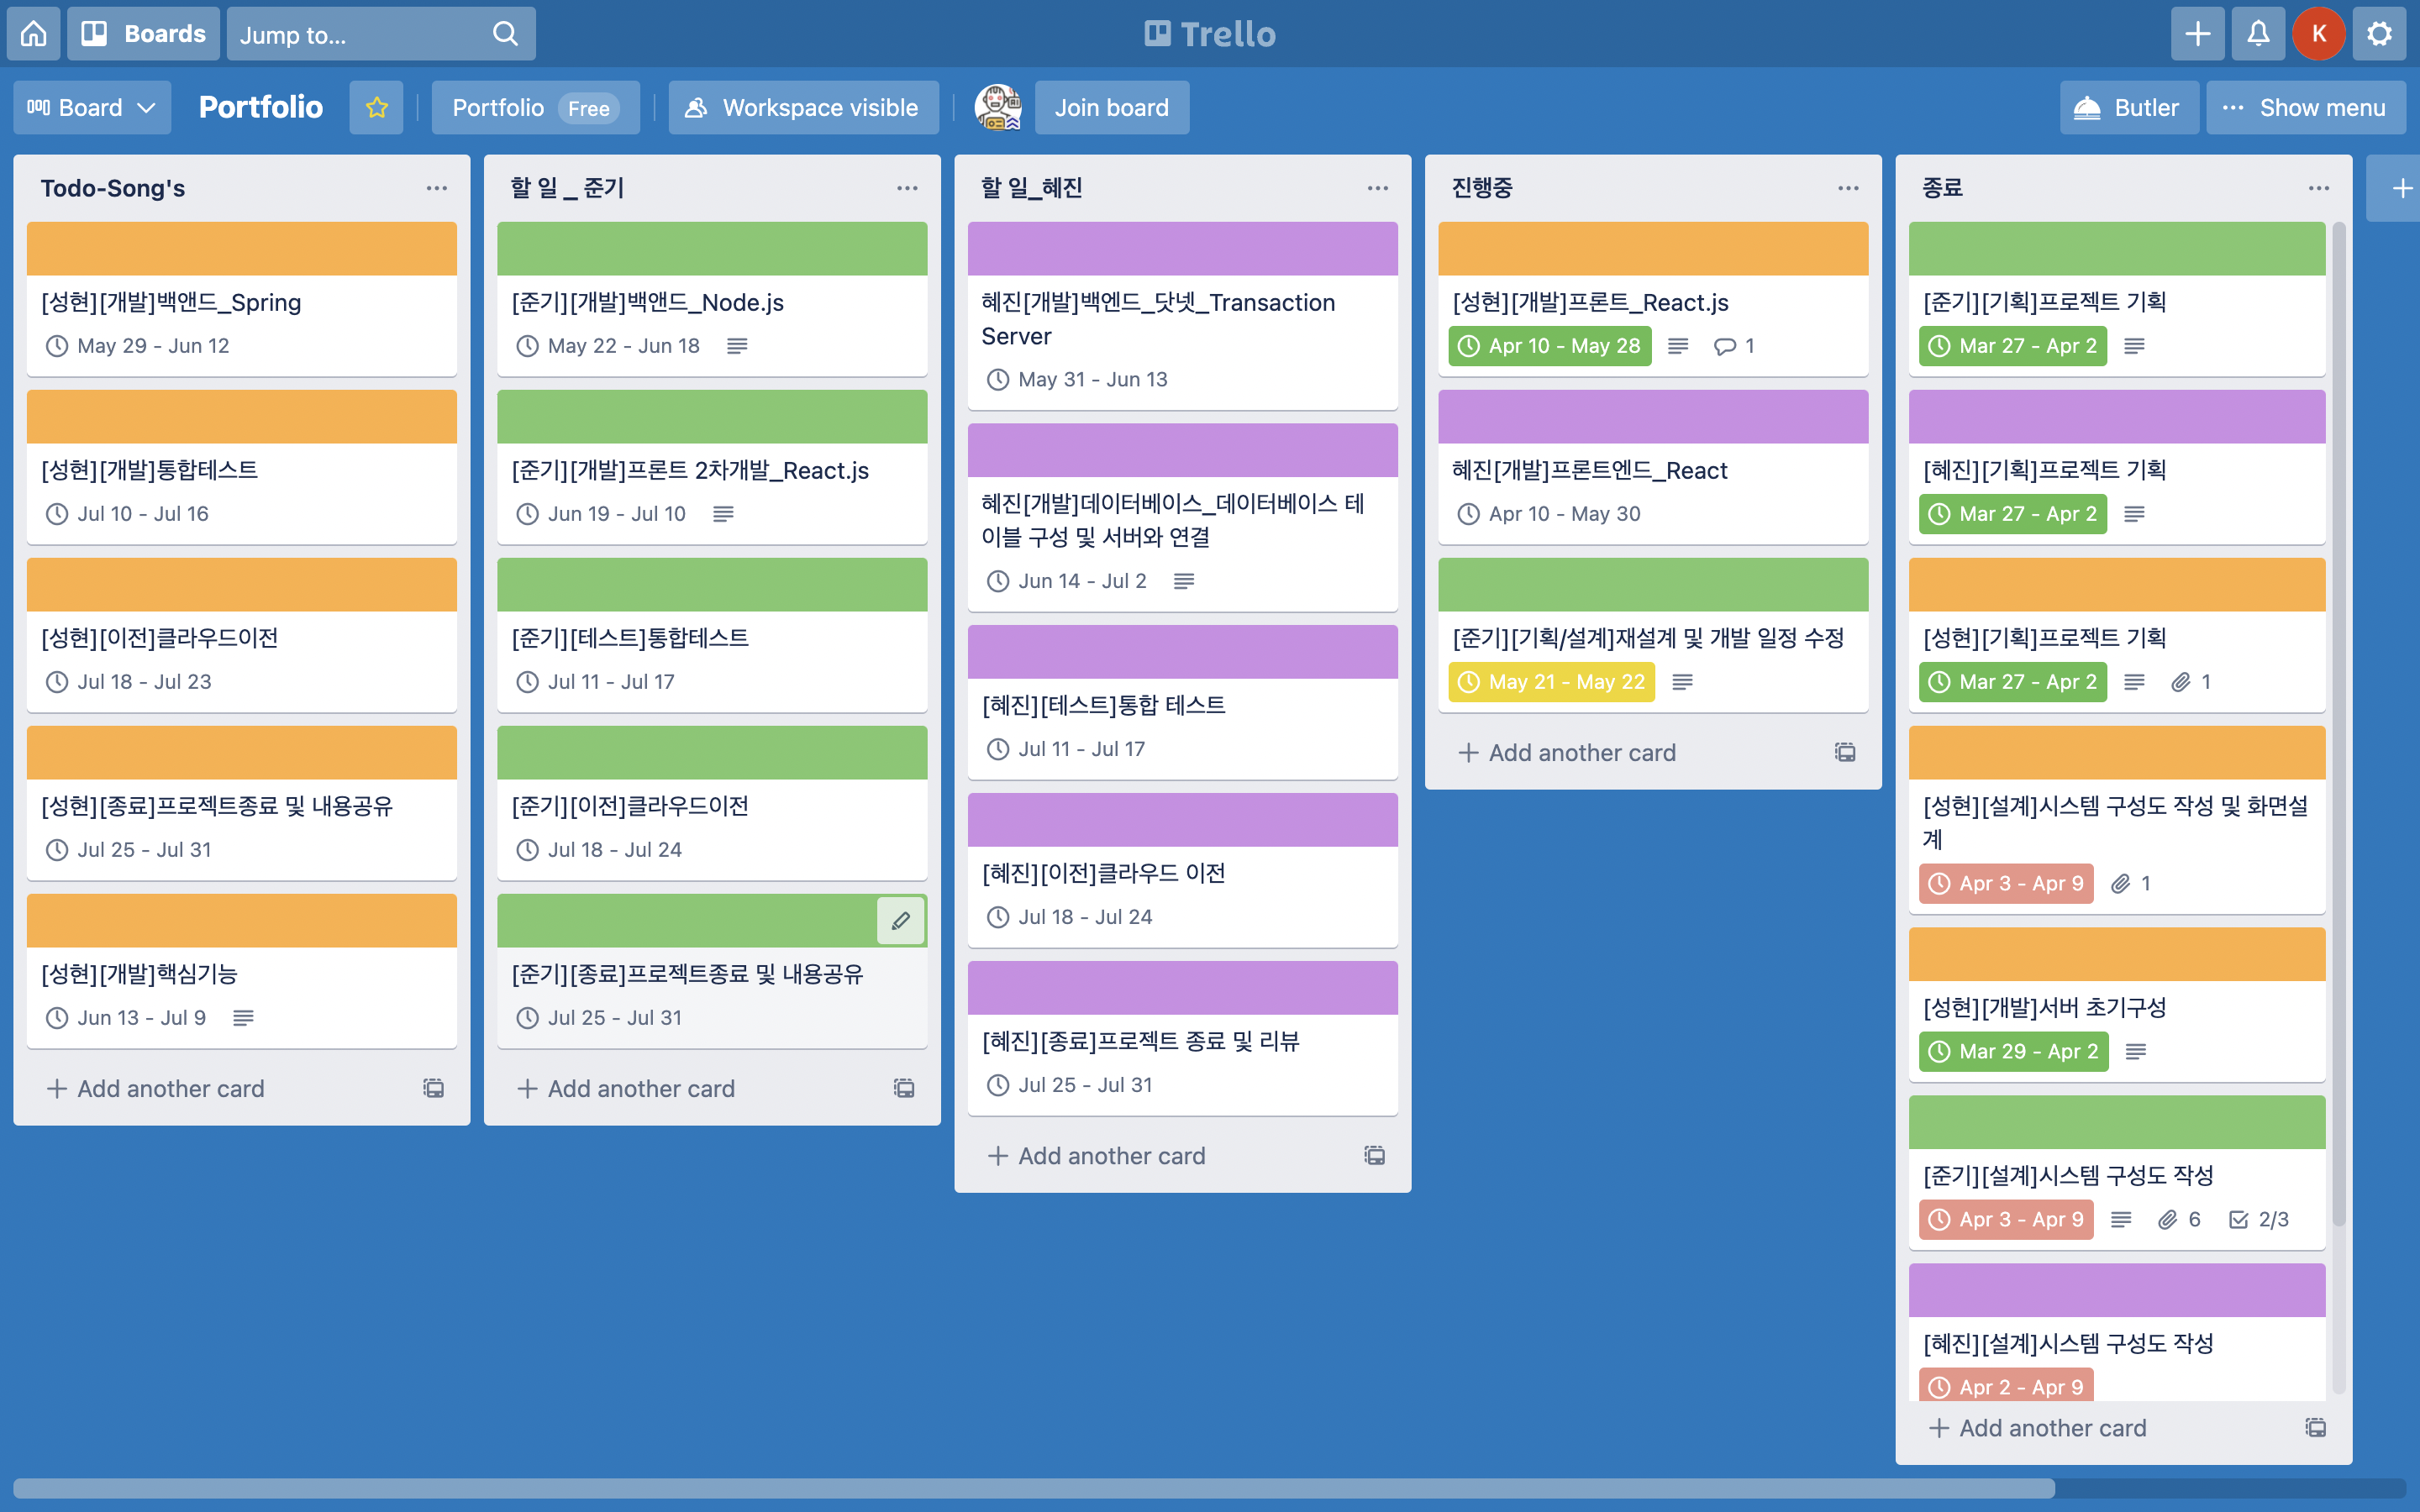 Boards
Jump to...
Trello
K
Board
Portfolio
Portfolio Free
Workspace visible
Join board
Butler
Show menu
Todo-Song's
[성현][개발]백앤드_Spring
May 29 - Jun 12
[성현][개발]통합테스트
Jul 10 - Jul 16
[성현][이전]클라우드이전
Jul 18 - Jul 23
[성현][종료]프로젝트종료 및 내용공유
Jul 25 - Jul 31
[성현][개발]핵심기능
Jun 13 - Jul 9
Add another card
할 일 _ 준기
[준기][개발]백앤드_Node.js
May 22 - Jun 18
[준기][개발]프론트 2차개발_React.js
Jun 19 - Jul 10
[준기][테스트]통합테스트
Jul 11 - Jul 17
[준기][이전]클라우드이전
Jul 18 - Jul 24
[준기][종료]프로젝트종료 및 내용공유
Jul 25 - Jul 31
Add another card
할 일_혜진
혜진[개발]백엔드_닷넷_Transaction
Server
May 31 - Jun 13
혜진[개발]데이터베이스_데이터베이스 테
이블 구성 및 서버와 연결
Jun 14 - Jul 2
[혜진][테스트]통합 테스트
Jul 11 - Jul 17
[혜진][이전]클라우드 이전
Jul 18 - Jul 24
[혜진][종료]프로젝트 종료 및 리뷰
Jul 25 - Jul 31
Add another card
진행중
[성현][개발]프론트_React.js
Apr 10 - May 28 1
혜진[개발]프론트엔드_React
Apr 10 - May 30
[준기][기획/설계]재설계 및 개발 일정 수정
May 21 - May 22
Add another card
종료
[준기][기획]프로젝트 기획
Mar 27 - Apr 2
[혜진][기획]프로젝트 기획
Mar 27 - Apr 2
[성현][기획]프로젝트 기획
Mar 27 - Apr 2 1
[성현][설계]시스템 구성도 작성 및 화면설
계
Apr 3 - Apr 9 1
[성현][개발]서버 초기구성
Mar 29 - Apr 2
[준기][설계]시스템 구성도 작성
Apr 3 - Apr 9 6 2/3
[혜진][설계]시스템 구성도 작성
Apr 2 - Apr 9
Add another card